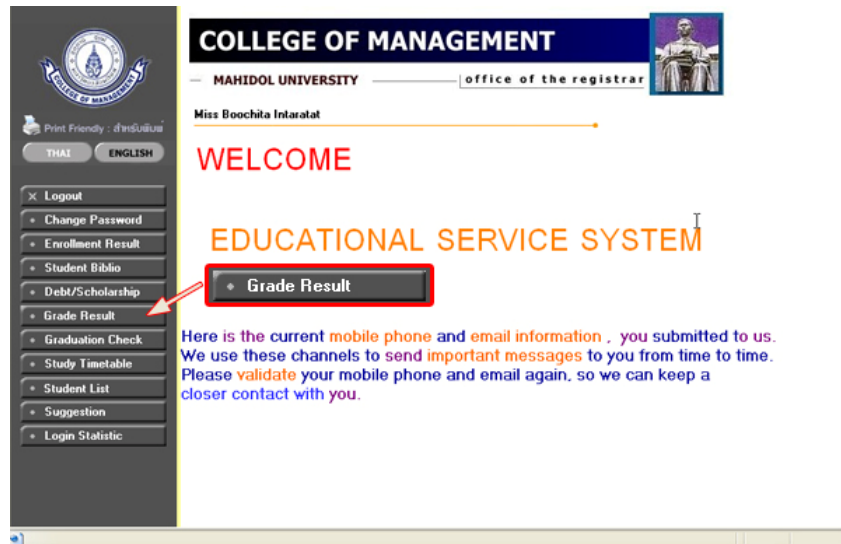 COLLEGE OF MANAGEMENT
MAHIDOL UNIVERSITY
office of the registrar
COLLEGE OF MANAGEMENT
Print Friendly : สำหรับพิมพ์
THAI
ENGLISH
Miss Boochita Intaratat
WELCOME
EDUCATIONAL SERVICE SYSTEM
Logout
Change Password
Enrollment Result
Student Biblio
Debt/Scholarship
Grade Result
Graduation Check
Study Timetable
Student List
Suggestion
Login Statistic
Grade Result
Here is the current mobile phone and email information , you submitted to us.
We use these channels to send important messages to you from time to time.
Please validate your mobile phone and email again, so we can keep a
closer contact with you.